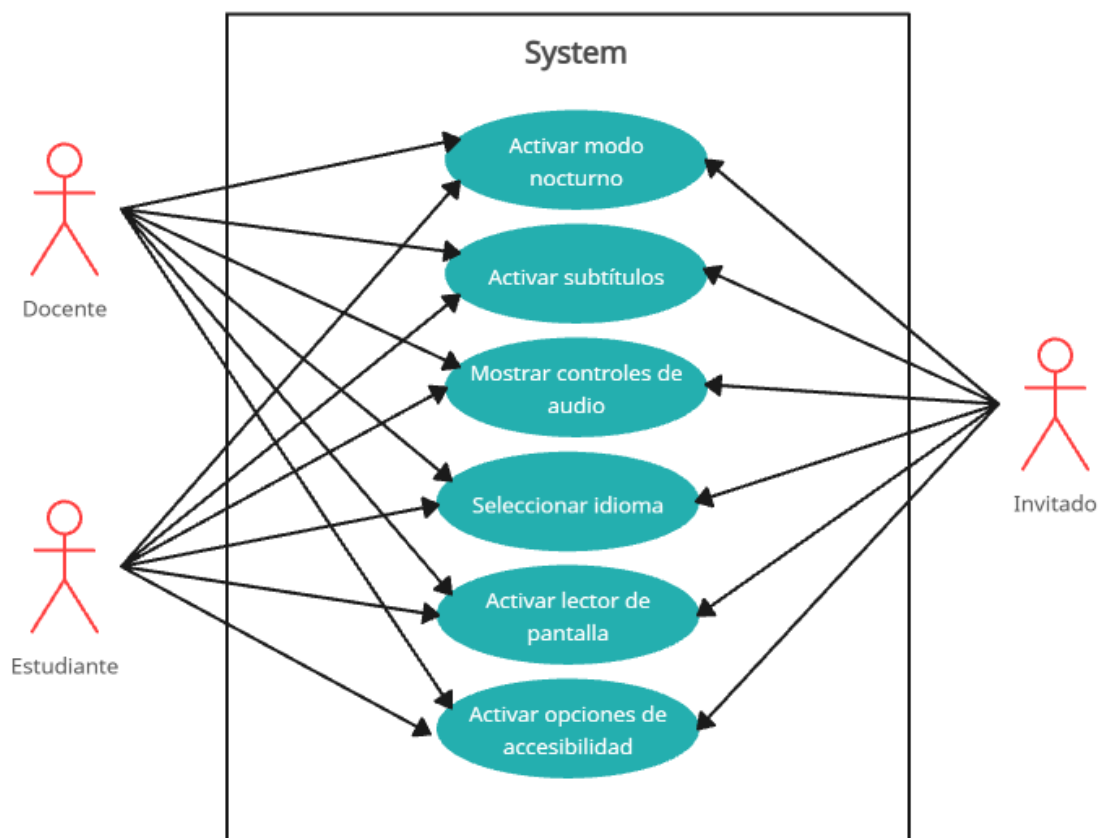 System
Activar modo
nocturno
Activar subtítulos
Mostrar controles de
audio
Seleccionar idioma
Activar lector de
pantalla
Activar opciones de
accesibilidad
Docente
Estudiante
Invitado